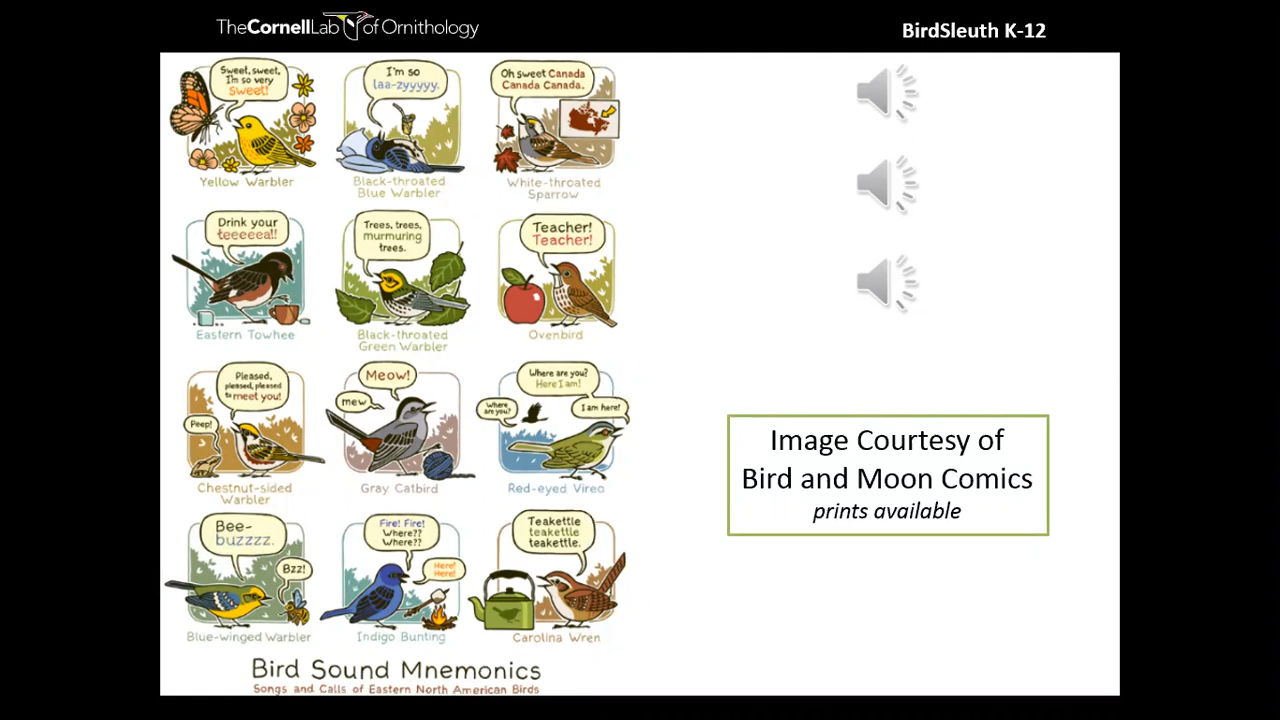 TheCornellLab of Ornithology
BirdSleuth K-12
Sweet, sweet,
I'm so very
sweet!
Yellow Warbler
I'm so
laa-zyyyyy.
Black-throated
Blue Warbler
Oh sweet Canada
Canada Canada.
White-throated
Sparrow
Drink your
teeeeea!!
Eastern Towhee
Trees, trees,
murmuring
trees.
Black-throated
Green Warbler
Teacher!
Teacher!
Ovenbird
Pleased,
pleased, pleased
to meet you!
Peep!
Chestnut-sided
Warbler
Meow!
mew
Gray Catbird
Where are you?
Here I am!
Where
are you?
I am here!
Red-eyed Vireo
Bee-
buzzzz.
Bzz!
Blue-winged Warbler
Fire! Fire!
Where??
Where??
Here!
Here!
Indigo Bunting
Teakettle
teakettle
teakettle.
Carolina Wren
Bird Sound Mnemonics
Songs and Calls of Eastern North American Birds
Image Courtesy of
Bird and Moon Comics
prints available